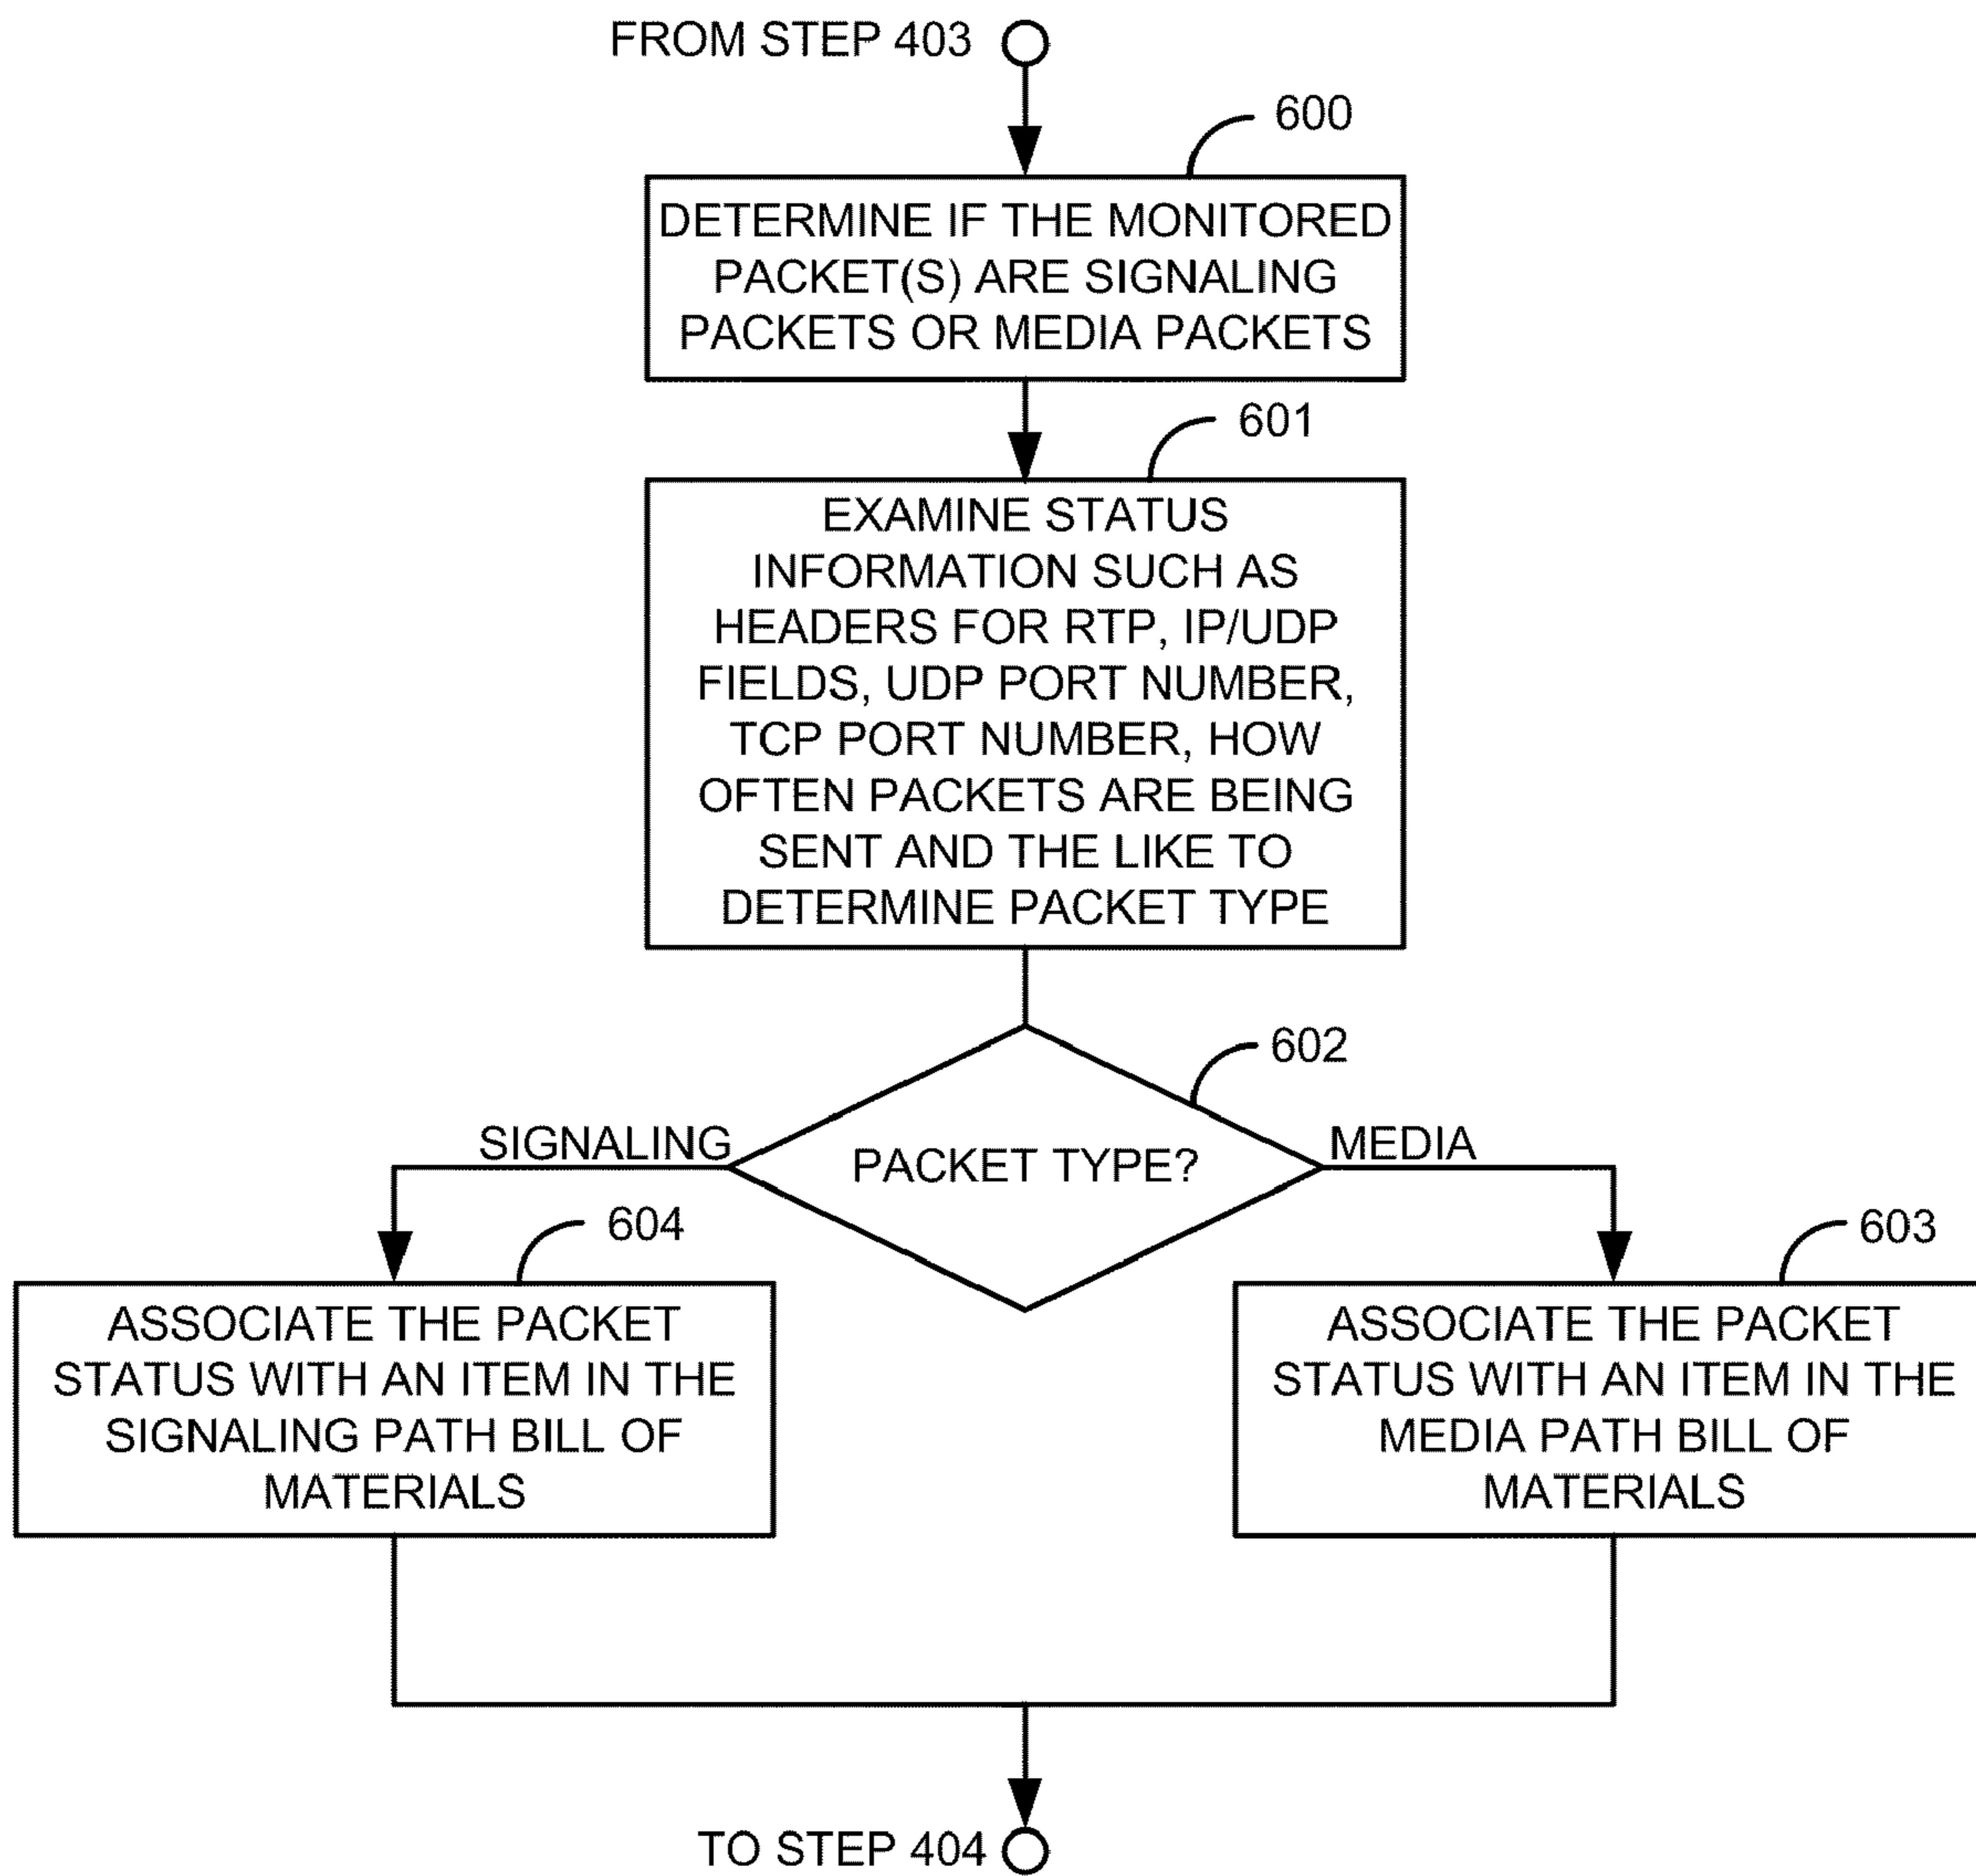 FROM STEP 403
600
DETERMINE IF THE MONITORED
PACKET(S) ARE SIGNALING
PACKETS OR MEDIA PACKETS
601
EXAMINE STATUS
INFORMATION SUCH AS
HEADERS FOR RTP, IP/UDP
FIELDS, UDP PORT NUMBER,
TCP PORT NUMBER, HOW
OFTEN PACKETS ARE BEING
SENT AND THE LIKE TO
DETERMINE PACKET TYPE
602
SIGNALING
PACKET TYPE?
MEDIA
604
ASSOCIATE THE PACKET
STATUS WITH AN ITEM IN THE
SIGNALING PATH BILL OF
MATERIALS
603
ASSOCIATE THE PACKET
STATUS WITH AN ITEM IN THE
MEDIA PATH BILL OF
MATERIALS
TO STEP 404